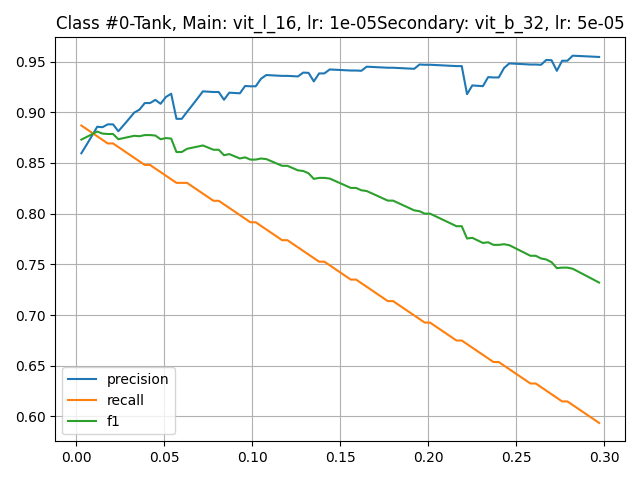 Class #0-Tank, Main: vit_l_16, lr: 1e-05Secondary: vit_b_32, lr: 5e-05
0.95
0.90
0.85
0.80
0.75
0.70
0.65
0.60
precision
recall
f1
0.00 0.05 0.10 0.15 0.20 0.25 0.30